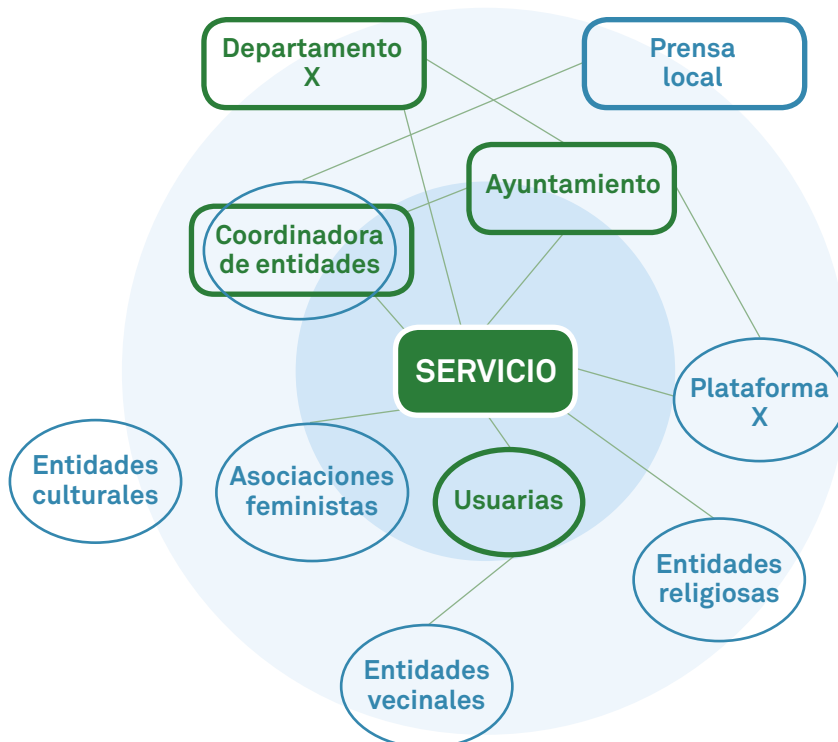 Departamento
X
Prensa
local
Ayuntamiento
Coordinadora
de entidades
SERVICIO
Plataforma
X
Entidades
culturales
Asociaciones
feministas
Usuarias
Entidades
religiosas
Entidades
vecinales